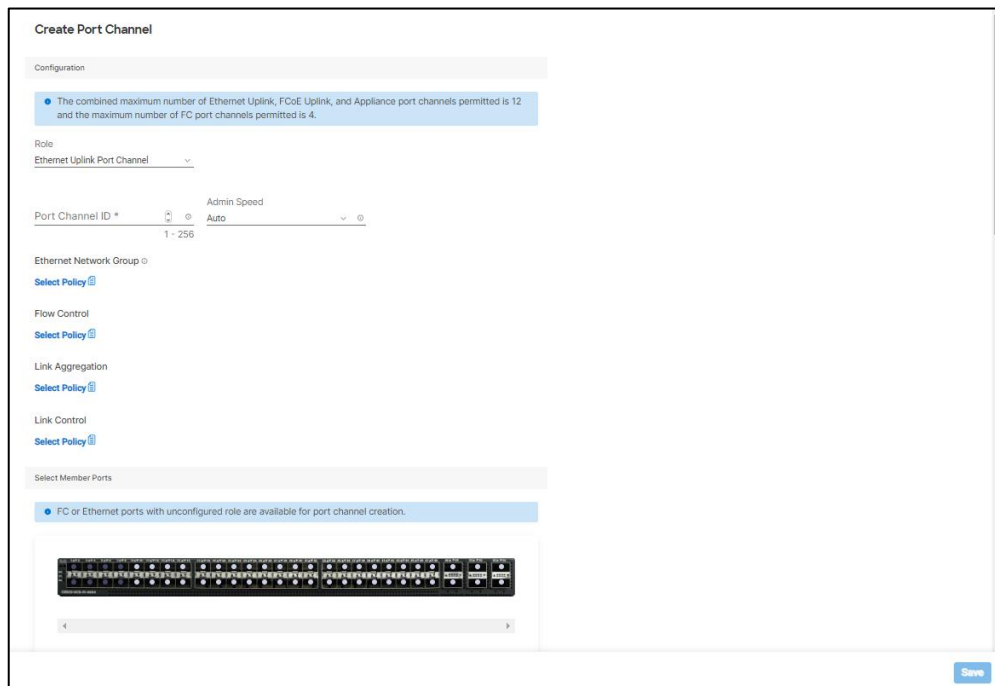 Create Port Channel
Configuration
The combined maximum number of Ethernet Uplink, FCoE Uplink, and Appliance port channels permitted is 12
and the maximum number of FC port channels permitted is 4.
Role
Ethernet Uplink Port Channel
Port Channel ID *
1 - 256
Admin Speed
Auto
Ethernet Network Group
Select Policy
Flow Control
Select Policy
Link Aggregation
Select Policy
Link Control
Select Policy
Select Member Ports
FC or Ethernet ports with unconfigured role are available for port channel creation.
Save